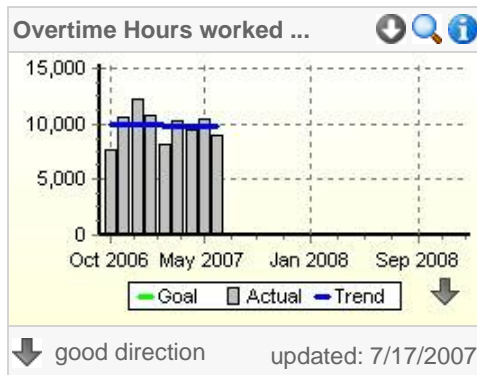 Overtime Hours worked ...
15,000
10,000
5,000
0
Oct 2006 May 2007 Jan 2008 Sep 2008
Goal Actual Trend
good direction updated: 7/17/2007